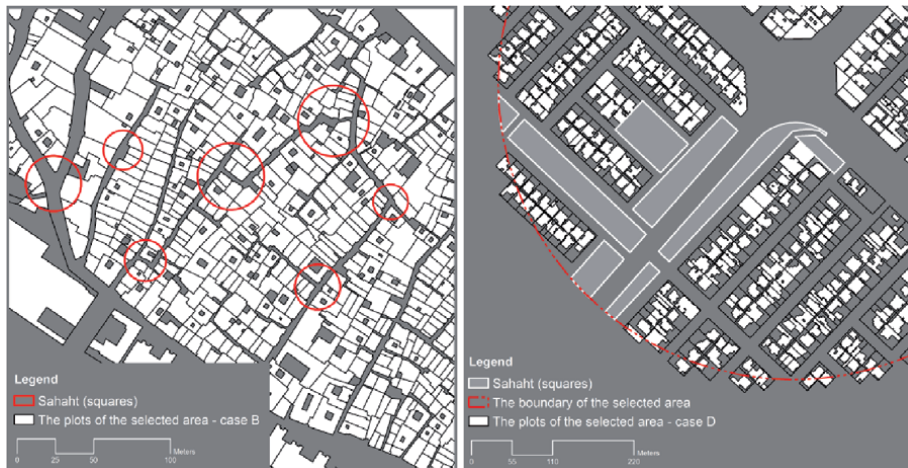 Legend
Sahaht (squares)
The plots of the selected area - case B
Meters
0 25 50 100
Legend
Sahaht (squares)
The boundary of the selected area
The plots of the selected area - case D
Meters
0 55 110 220